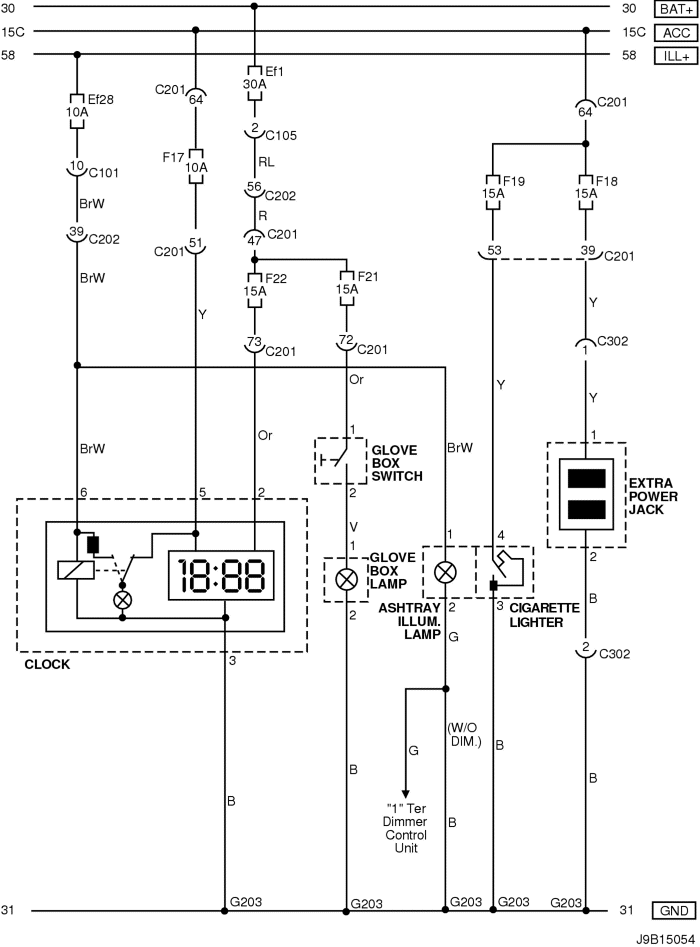 30 30 BAT+
15C 15C ACC
58 58 ILL+
Ef1
30A
C201
64
Ef28
10A
C201
64
2
C105
F17
10A
RL
10
C101
56
C202
F19
15A
F18
15A
BrW
R
39
C202
51
C201
47
C201
53
39
C201
BrW
F22
15A
F21
15A
Y
Y
73
C201
72
C201
C302
1
Or
Y
Y
Or
1
GLOVE
BOX
SWITCH
2
BrW
BrW
1
EXTRA
POWER
JACK
2
6
5
2
V
1
GLOVE
BOX
LAMP
2
1
4
18:88
ASHTRAY
ILLUM.
LAMP
2
G
3
CIGARETTE
LIGHTER
B
CLOCK
3
2
C302
(W/O
DIM.)
G
B
B
B
"1" Ter
Dimmer
Control
Unit
B
B
G203
G203
G203
G203
G203
31 31 GND
J9B15054